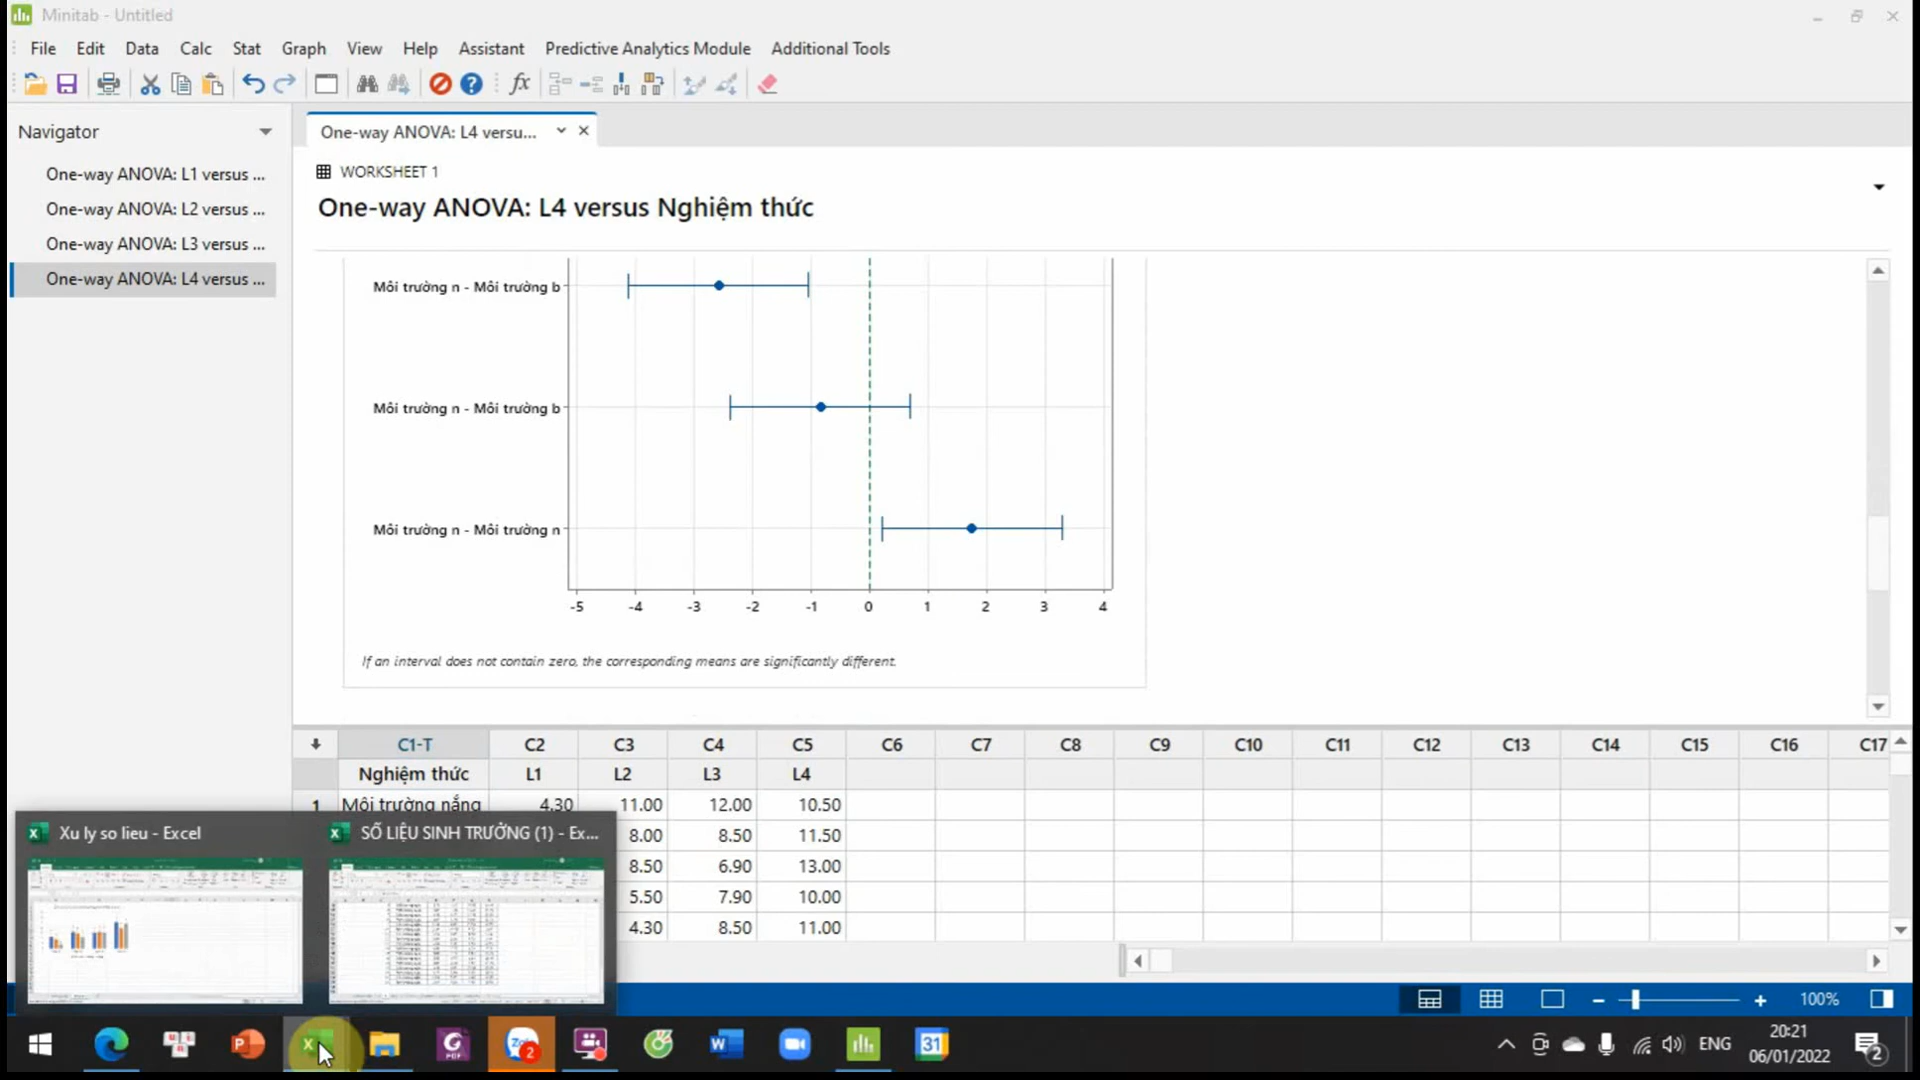 Minitab - Untitled
File Edit Data Calc Stat Graph View Help Assistant Predictive Analytics Module Additional Tools
Navigator
One-way ANOVA: L4 versu...
One-way ANOVA: L1 versus ...
One-way ANOVA: L2 versus ...
One-way ANOVA: L3 versus ...
One-way ANOVA: L4 versus ...
WORKSHEET 1
One-way ANOVA: L4 versus Nghiệm thức
Môi trường n - Môi trường b
Môi trường n - Môi trường b
Môi trường n - Môi trường n
-5 -4 -3 -2 -1 0 1 2 3 4
If an interval does not contain zero, the corresponding means are significantly different.
C1-T C2 C3 C4 C5 C6 C7 C8 C9 C10 C11 C12 C13 C14 C15 C16 C17
Nghiệm thức L1 L2 L3 L4
1 Môi trường nắng 4.30 11.00 12.00 10.50
8.00 8.50 11.50
8.50 6.90 13.00
5.50 7.90 10.00
4.30 8.50 11.00
Xu ly so lieu - Excel
SỐ LIỆU SINH TRƯỞNG (1) - Ex...
100%
31
2
ENG
20:21
06/01/2022
2